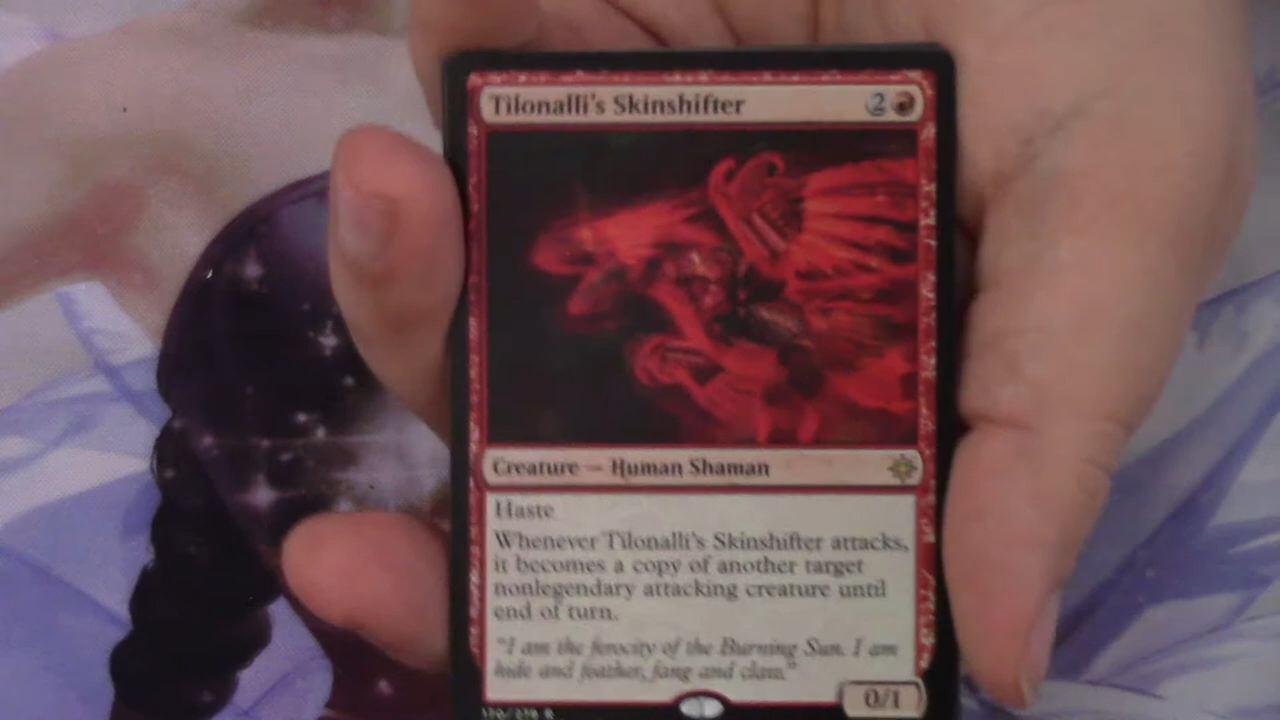 Tilonalli's Skinshifter 2
Creature — Human Shaman
Haste
Whenever Tilonalli's Skinshifter attacks,
it becomes a copy of another target
nonlegendary attacking creature until
end of turn.
"I am the ferocity of the Burning Sun. I am
hide and feather, fang and claw."
0/1